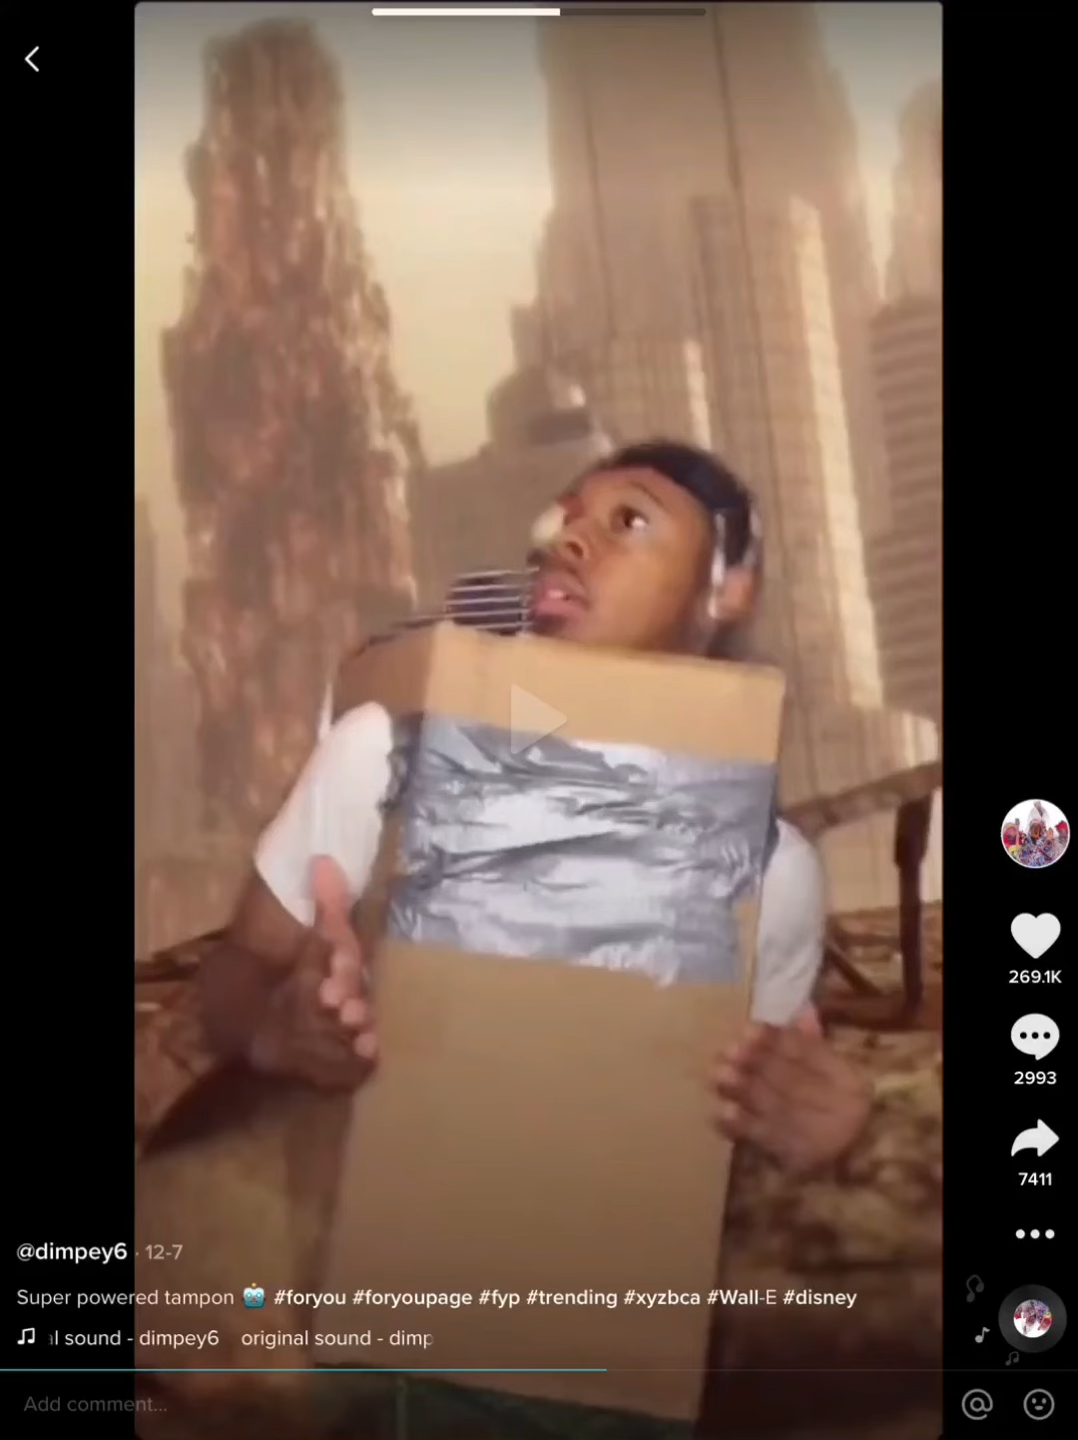 269.1K
2993
7411
@dimpey6 · 12-7
Super powered tampon 🤖 #foryou #foryoupage #fyp #trending #xyzbca #Wall-E #disney
al sound - dimpey6 original sound - dimp
Add comment...